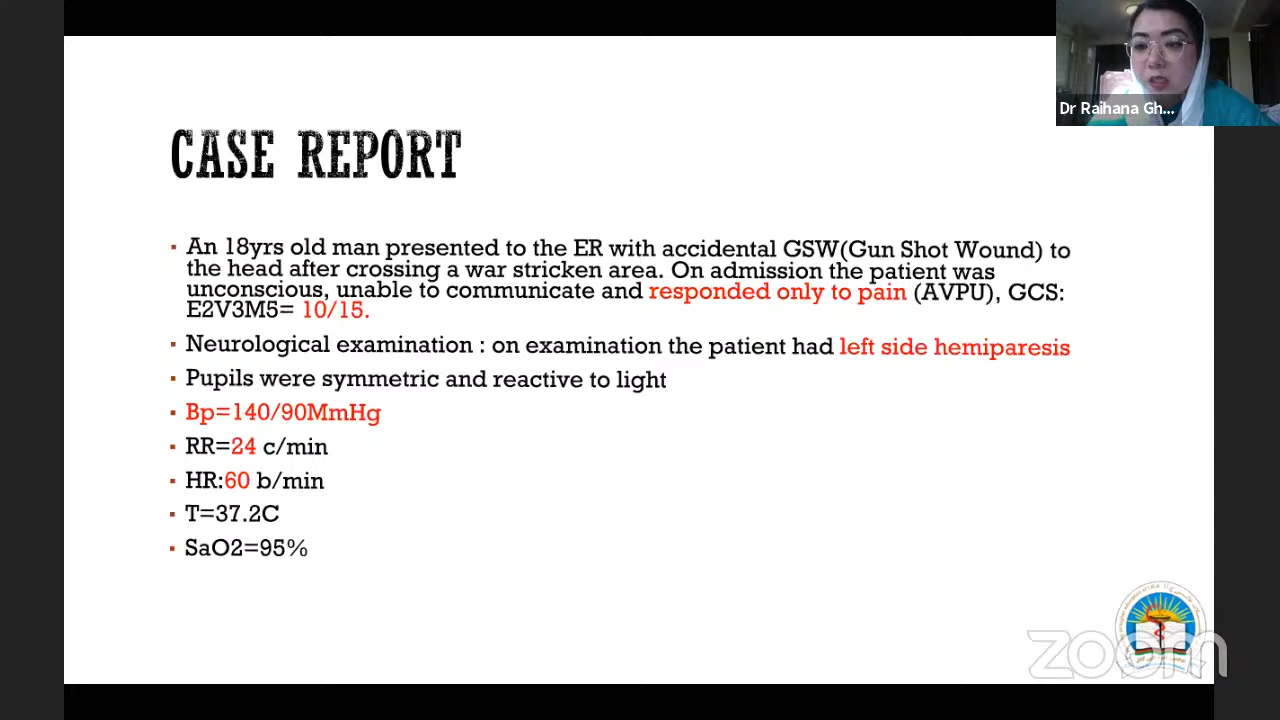 Dr Raihana Gh...
CASE REPORT
▪ An 18yrs old man presented to the ER with accidental GSW(Gun Shot Wound) to
the head after crossing a war stricken area. On admission the patient was
unconscious, unable to communicate and responded only to pain (AVPU), GCS:
E2V3M5= 10/15.
▪ Neurological examination : on examination the patient had left side hemiparesis
▪ Pupils were symmetric and reactive to light
▪ Bp=140/90MmHg
▪ RR=24 c/min
▪ HR:60 b/min
▪ T=37.2C
▪ SaO2=95%
zoom